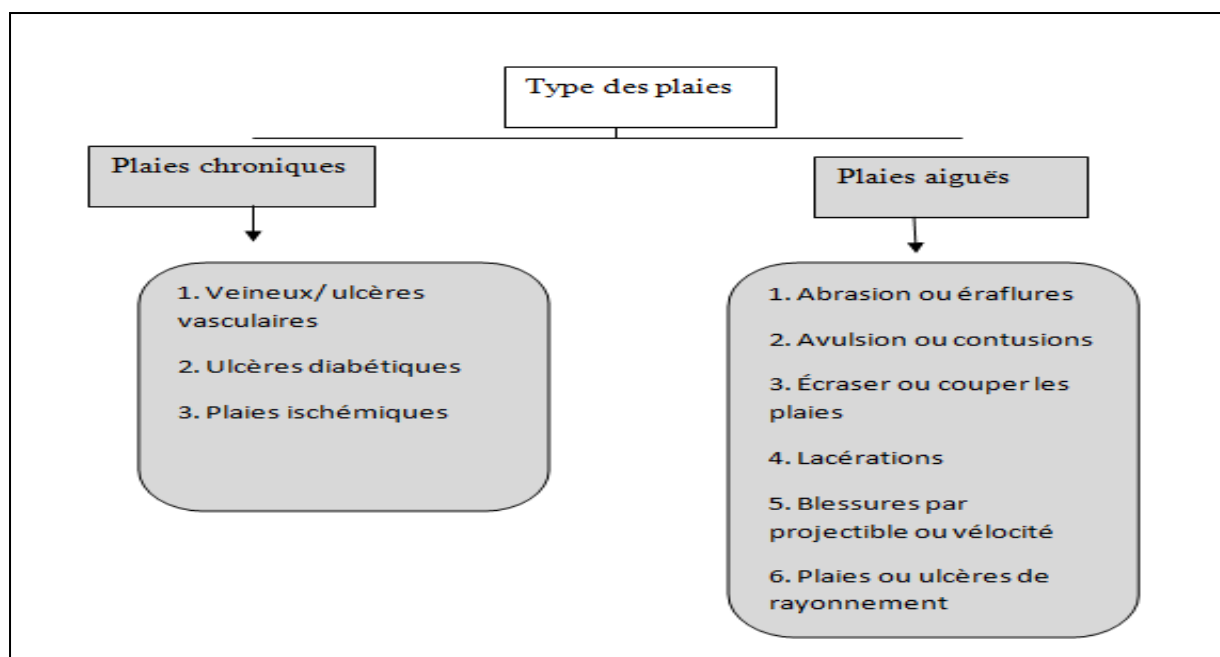 Type des plaies
Plaies chroniques
Plaies aiguës
1. Veineux/ ulcères
vasculaires
2. Ulcères diabétiques
3. Plaies ischémiques
1. Abrasion ou éraflures
2. Avulsion ou contusions
3. Écraser ou couper les
plaies
4. Lacérations
5. Blessures par
projectible ou vélocité
6. Plaies ou ulcères de
rayonnement